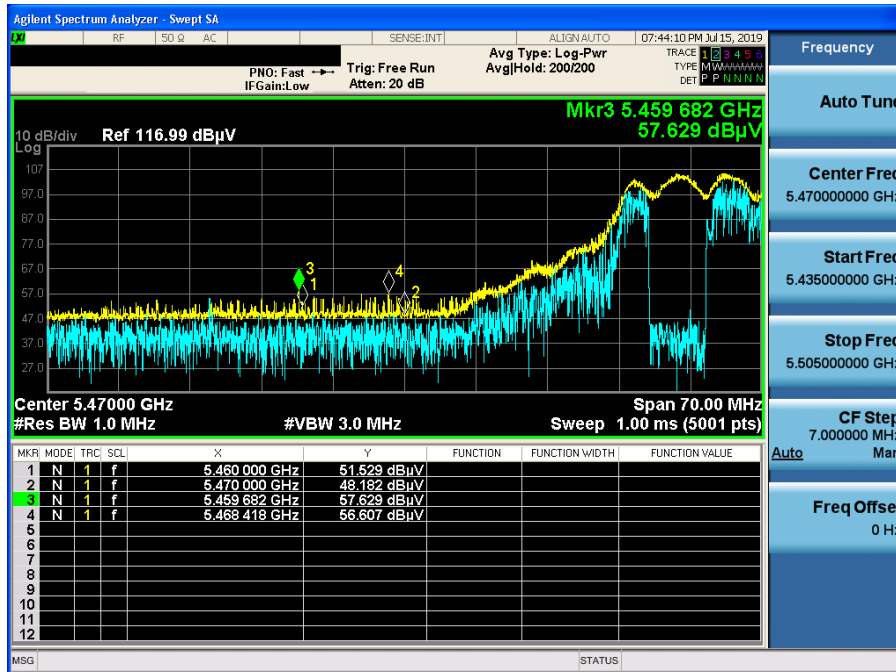 Agilent Spectrum Analyzer - Swept SA
LXI RF 50 Ω AC SENSE:INT ALIGN AUTO 07:44:10 PM Jul 15, 2019
Frequency
PNO: Fast Trig: Free Run Avg Type: Log-Pwr TRACE 1 2 3 4 5 6
IFGain:Low Atten: 20 dB Avg|Hold: 200/200 TYPE M W
DET P P N N N N
Auto Tune
Mkr3 5.459 682 GHz
10 dB/div Ref 116.99 dBµV 57.629 dBµV
Log
107
97.0
87.0
77.0
67.0
57.0
47.0
37.0
27.0
3
1
4
2
Center Freq
5.470000000 GHz
Start Freq
5.435000000 GHz
Stop Freq
5.505000000 GHz
CF Step
7.000000 MHz
Auto Man
Freq Offset
0 Hz
Center 5.47000 GHz Span 70.00 MHz
#Res BW 1.0 MHz #VBW 3.0 MHz Sweep 1.00 ms (5001 pts)
MKR MODE TRC SCL X Y FUNCTION FUNCTION WIDTH FUNCTION VALUE
1 N 1 f 5.460 000 GHz 51.529 dBµV
2 N 1 f 5.470 000 GHz 48.182 dBµV
3 N 1 f 5.459 682 GHz 57.629 dBµV
4 N 1 f 5.468 418 GHz 56.607 dBµV
5
6
7
8
9
10
11
12
MSG STATUS